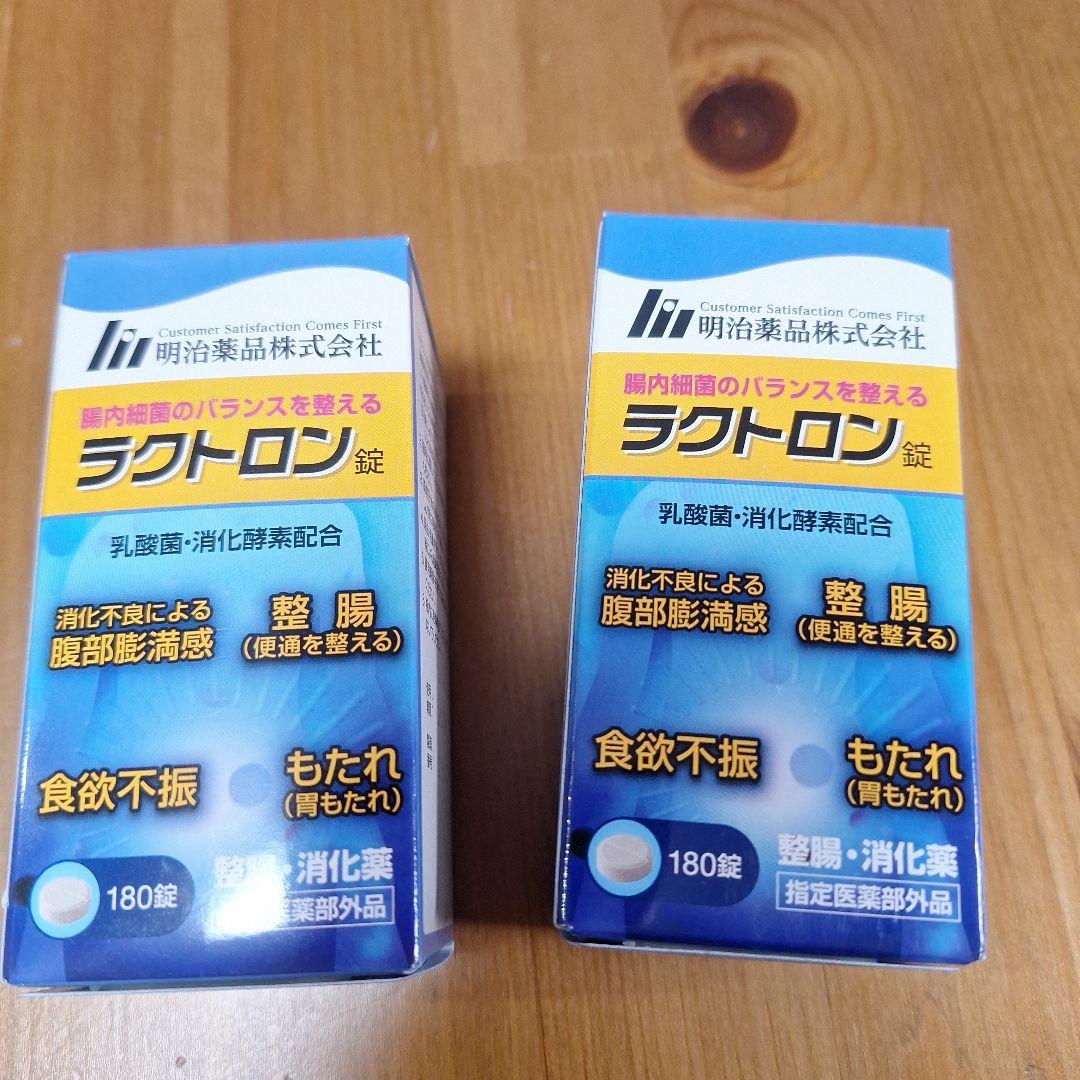 Customer Satisfaction Comes First
明治薬品株式会社
腸内細菌のバランスを整える
ラクトロン錠
乳酸菌・消化酵素配合
消化不良による
腹部膨満感
整腸
(便通を整える)
食欲不振
もたれ
(胃もたれ)
180錠
整腸・消化薬
医薬部外品
Customer Satisfaction Comes First
明治薬品株式会社
腸内細菌のバランスを整える
ラクトロン錠
乳酸菌・消化酵素配合
消化不良による
腹部膨満感
整腸
(便通を整える)
食欲不振
もたれ
(胃もたれ)
180錠
整腸・消化薬
指定医薬部外品